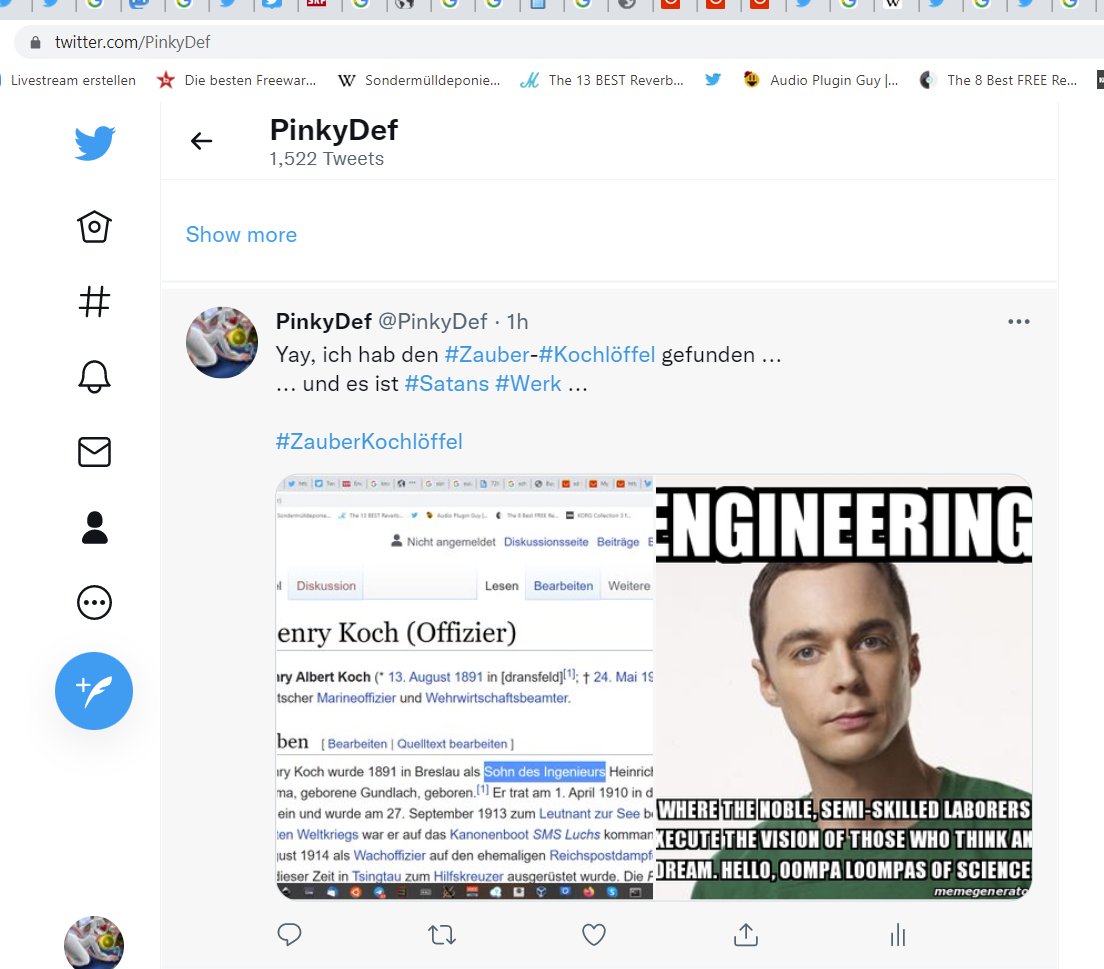 SRF
W
twitter.com/PinkyDef
Livestream erstellen
Die besten Freewar...
W Sondermülldeponie...
The 13 BEST Reverb...
Audio Plugin Guy |...
The 8 Best FREE Re...
PinkyDef
1,522 Tweets
Show more
PinkyDef @PinkyDef · 1h
Yay, ich hab den #Zauber-#Kochlöffel gefunden ...
... und es ist #Satans #Werk ...
#ZauberKochlöffel
Sondermülldeponie... The 13 BEST Reverb... Audio Plugin Guy |... The 8 Best FREE Re... KORG Collection 3 f...
Nicht angemeldet Diskussionsseite Beiträge
Diskussion Lesen Bearbeiten Weitere
enry Koch (Offizier)
ry Albert Koch (* 13. August 1891 in [dransfeld][1]; † 24. Mai 19
tscher Marineoffizier und Wehrwirtschaftsbeamter.
ben [ Bearbeiten | Quelltext bearbeiten ]
ry Koch wurde 1891 in Breslau als Sohn des Ingenieurs Heinric
ma, geborene Gundlach, geboren.[1] Er trat am 1. April 1910 in d
ein und wurde am 27. September 1913 zum Leutnant zur See b
ten Weltkriegs war er auf das Kanonenboot SMS Luchs komman
ust 1914 als Wachoffizier auf den ehemaligen Reichspostdampf
dieser Zeit in Tsingtau zum Hilfskreuzer ausgerüstet wurde. Die F
ENGINEERING
WHERE THE NOBLE, SEMI-SKILLED LABORERS
XECUTE THE VISION OF THOSE WHO THINK AN
DREAM. HELLO, OOMPA LOOMPAS OF SCIENCE
memegenerato